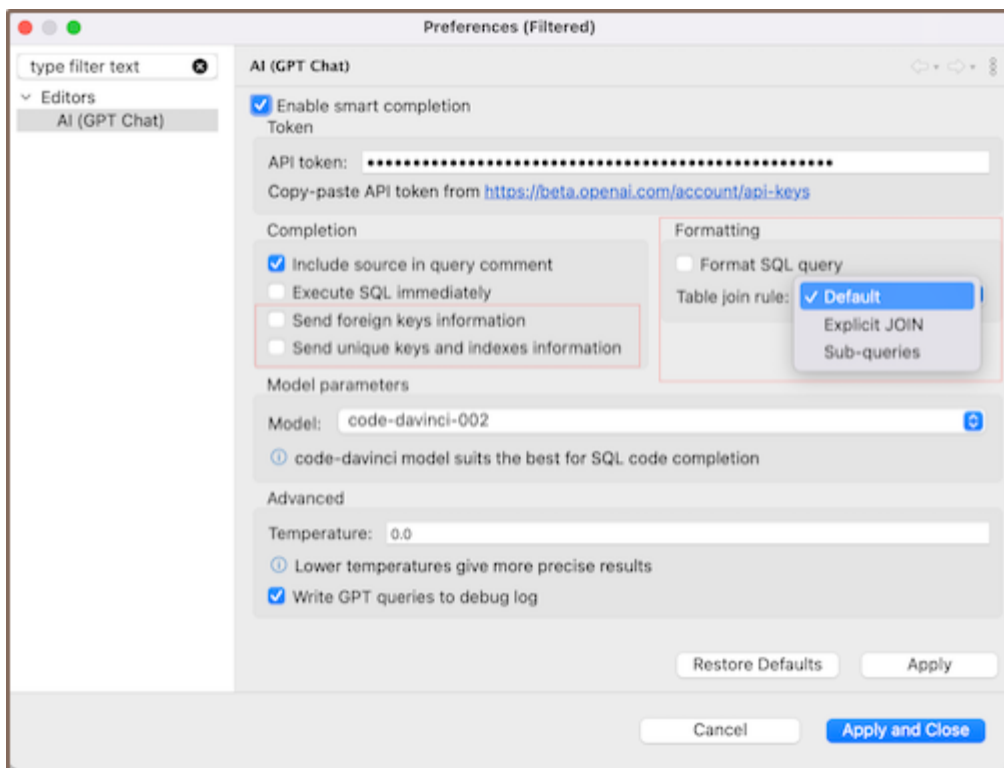 Preferences (Filtered)
type filter text
Editors
AI (GPT Chat)
AI (GPT Chat)
Enable smart completion
Token
API token: ••••••••••••••••••••••••••••••••••••••••••••••••••••
Copy-paste API token from https://beta.openai.com/account/api-keys
Completion
Include source in query comment
Execute SQL immediately
Send foreign keys information
Send unique keys and indexes information
Formatting
Format SQL query
Table join rule: Default
Explicit JOIN
Sub-queries
Model parameters
Model: code-davinci-002
code-davinci model suits the best for SQL code completion
Advanced
Temperature: 0.0
Lower temperatures give more precise results
Write GPT queries to debug log
Restore Defaults
Apply
Cancel
Apply and Close